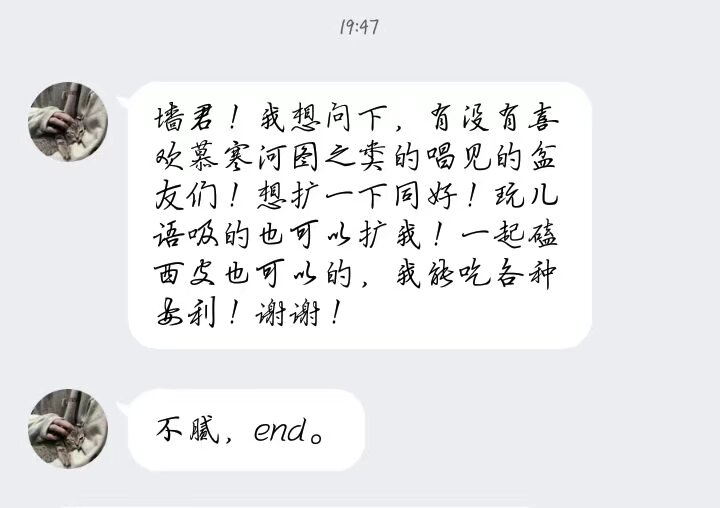 19:47
墙君！我想问下，有没有喜
欢慕寒河图之类的唱见的盆
友们！想扩一下同好！玩儿
语吸的也可以扩我！一起磕
西皮也可以的，我能吃各种
安利！谢谢！
不腻，end。